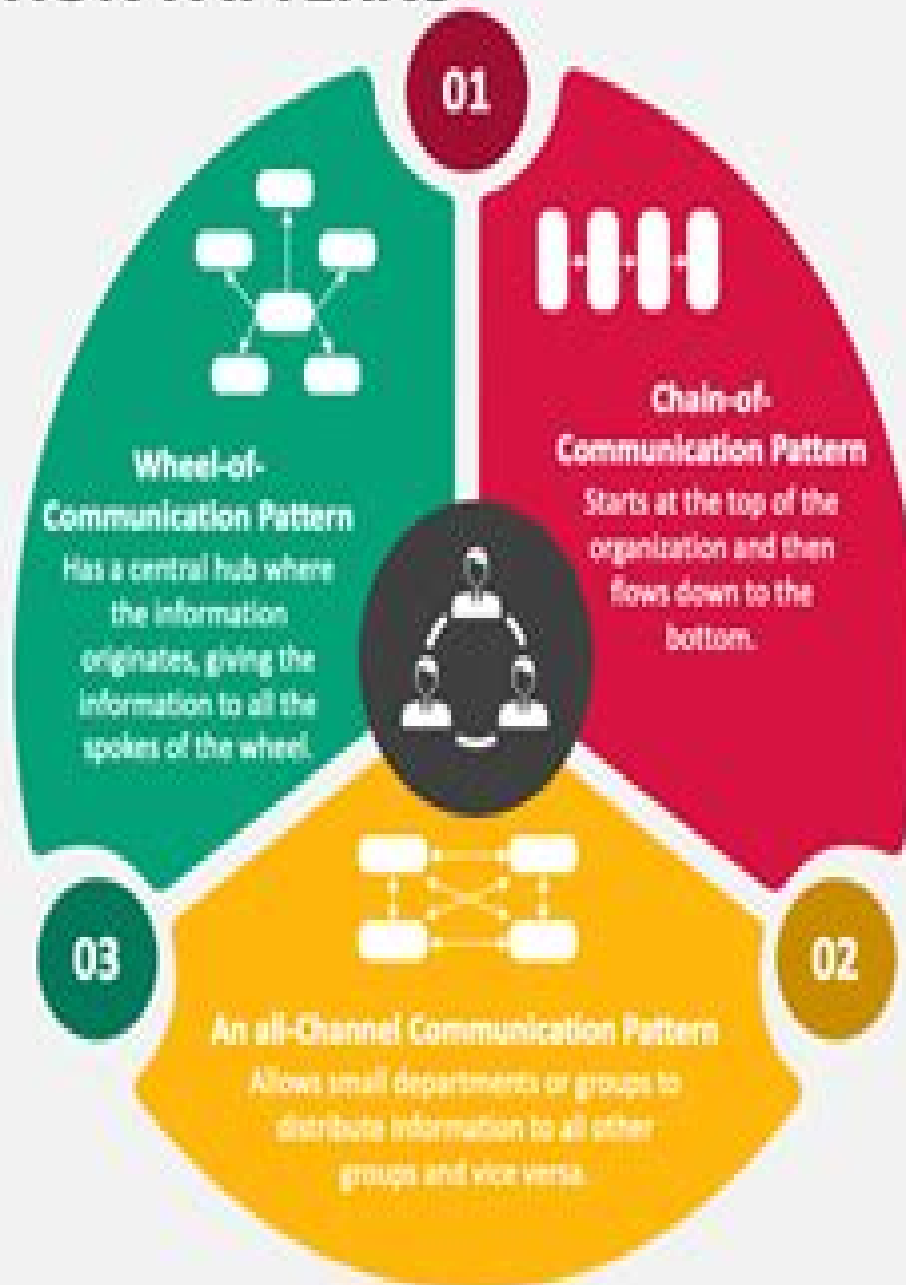 01
Chain-of-
Communication Pattern
Starts at the top of the
organization and then
flows down to the
bottom.
02
An all-Channel Communication Pattern
Allows small departments or groups to
distribute information to all other
groups and vice versa.
03
Wheel-of-
Communication Pattern
Has a central hub where
the information
originates, giving the
information to all the
spokes of the wheel.